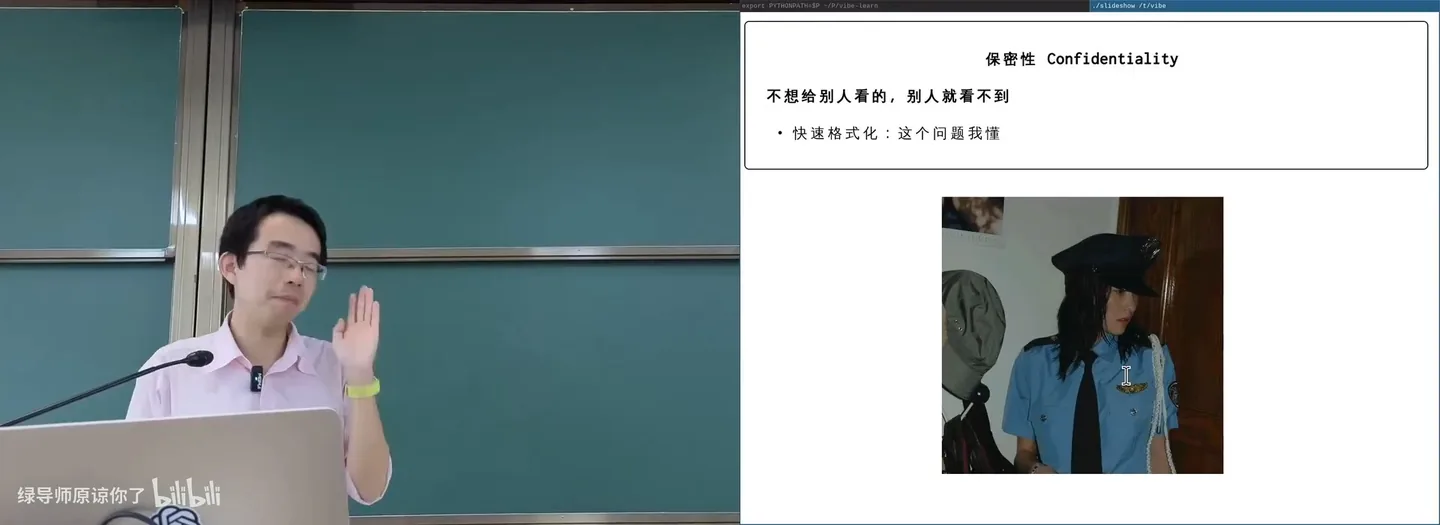 export PYTHONPATH=$P ~/P/vibe-learn
./slideshow /t/vibe
保密性 Confidentiality
不想给别人看的，别人就看不到
• 快速格式化：这个问题我懂
绿导师原谅你了 bilibili